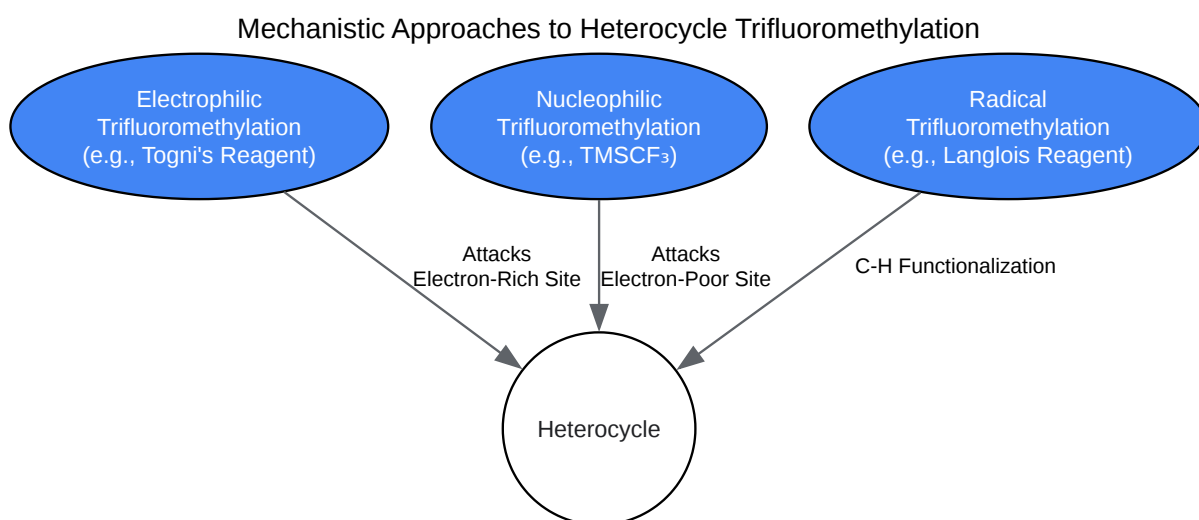 Mechanistic Approaches to Heterocycle Trifluoromethylation
Electrophilic
Trifluoromethylation
(e.g., Togni's Reagent)
Nucleophilic
Trifluoromethylation
(e.g., TMSCF₃)
Radical
Trifluoromethylation
(e.g., Langlois Reagent)
Attacks
Electron-Rich Site
Attacks
Electron-Poor Site
C-H Functionalization
Heterocycle